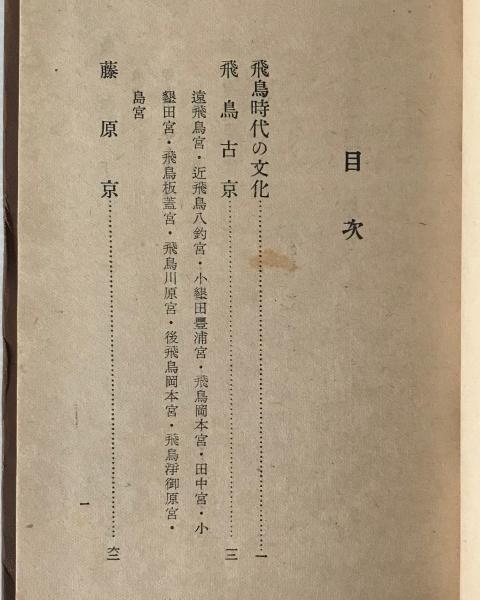 目次
飛鳥時代の文化……一
飛鳥古京……三
遠飛鳥宮・近飛鳥八釣宮・小墾田豊浦宮・飛鳥岡本宮・田中宮・小
墾田宮・飛鳥板蓋宮・飛鳥川原宮・後飛鳥岡本宮・飛鳥淨御原宮・
島宮
藤原京……
一